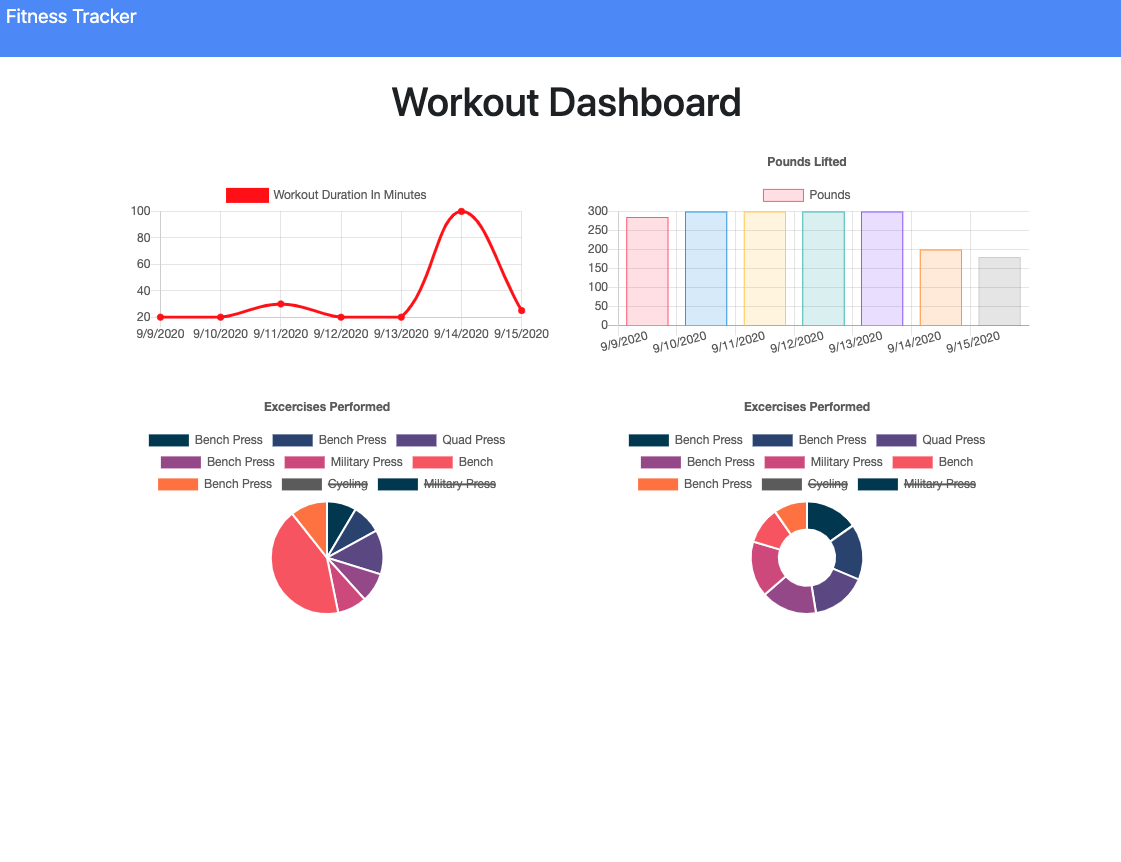 Fitness Tracker
Workout Dashboard
Workout Duration In Minutes
100
80
60
40
20
9/9/2020 9/10/2020 9/11/2020 9/12/2020 9/13/2020 9/14/2020 9/15/2020
Pounds Lifted
Pounds
300
250
200
150
100
50
0
9/9/2020 9/10/2020 9/11/2020 9/12/2020 9/13/2020 9/14/2020 9/15/2020
Excercises Performed
Bench Press Bench Press Quad Press
Bench Press Military Press Bench
Bench Press Cycling Military Press
Excercises Performed
Bench Press Bench Press Quad Press
Bench Press Military Press Bench
Bench Press Cycling Military Press